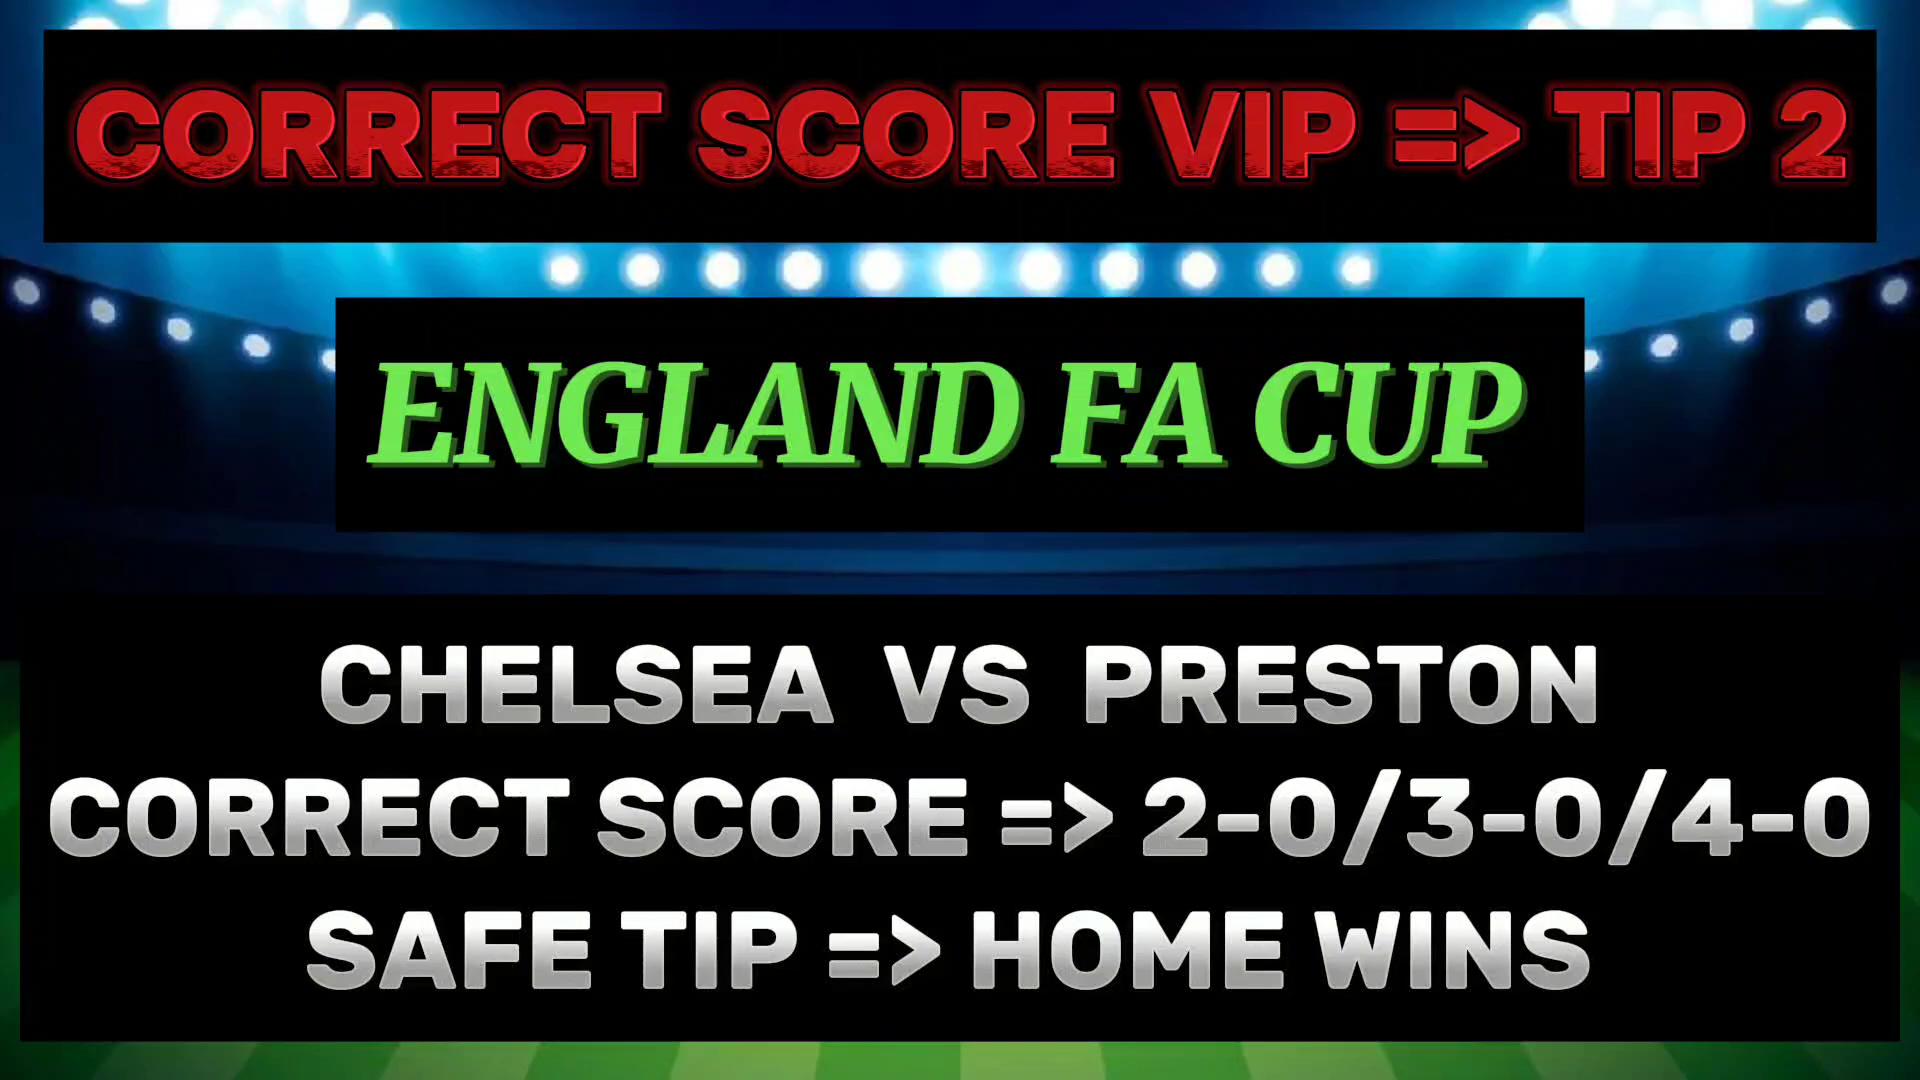 CORRECT SCORE VIP => TIP 2
ENGLAND FA CUP
CHELSEA VS PRESTON
CORRECT SCORE => 2-0/3-0/4-0
SAFE TIP => HOME WINS